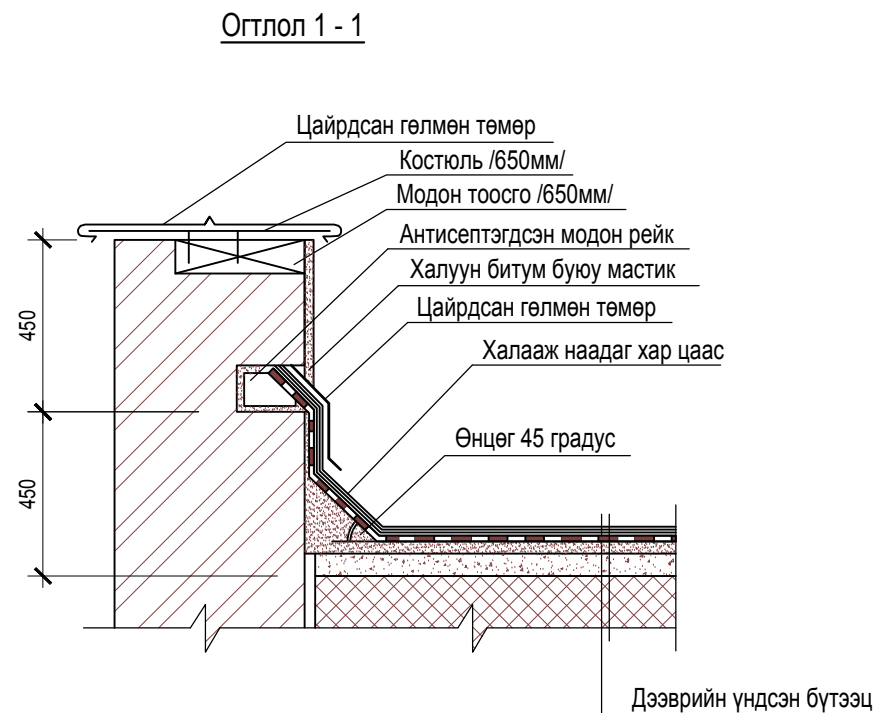 Огтлол 1 - 1
Цайрдсан гөлмөн төмөр
Костюль /650мм/
Модон тоосго /650мм/
Антисептэгдсэн модон рейк
Халуун битум буюу мастик
Цайрдсан гөлмөн төмөр
Халааж наадаг хар цаас
Өнцөг 45 градус
450
450
Дээврийн үндсэн бүтээц